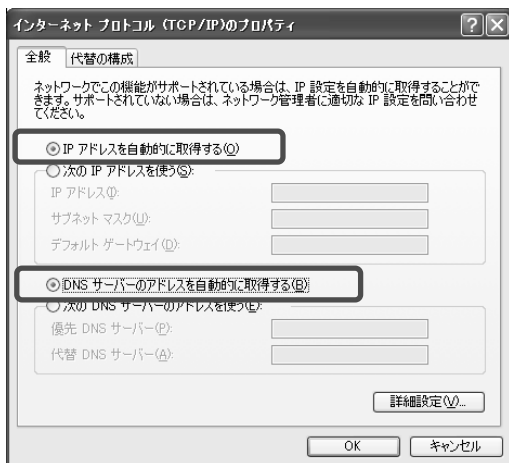 インターネット プロトコル (TCP/IP)のプロパティ
全般 代替の構成
ネットワークでこの機能がサポートされている場合は、IP 設定を自動的に取得することがで
きます。サポートされていない場合は、ネットワーク管理者に適切な IP 設定を問い合わせ
てください。
IP アドレスを自動的に取得する(O)
次の IP アドレスを使う(S):
IP アドレス(I):
サブネット マスク(U):
デフォルト ゲートウェイ(D):
DNS サーバーのアドレスを自動的に取得する(B)
次の DNS サーバーのアドレスを使う(E):
優先 DNS サーバー(P):
代替 DNS サーバー(A):
詳細設定(V)...
OK キャンセル